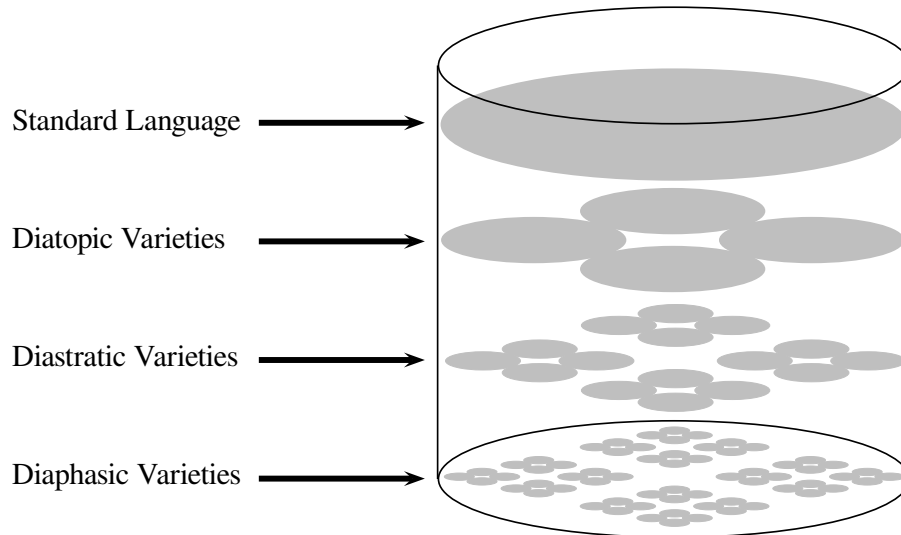 Standard Language
Diatopic Varieties
Diastratic Varieties
Diaphasic Varieties